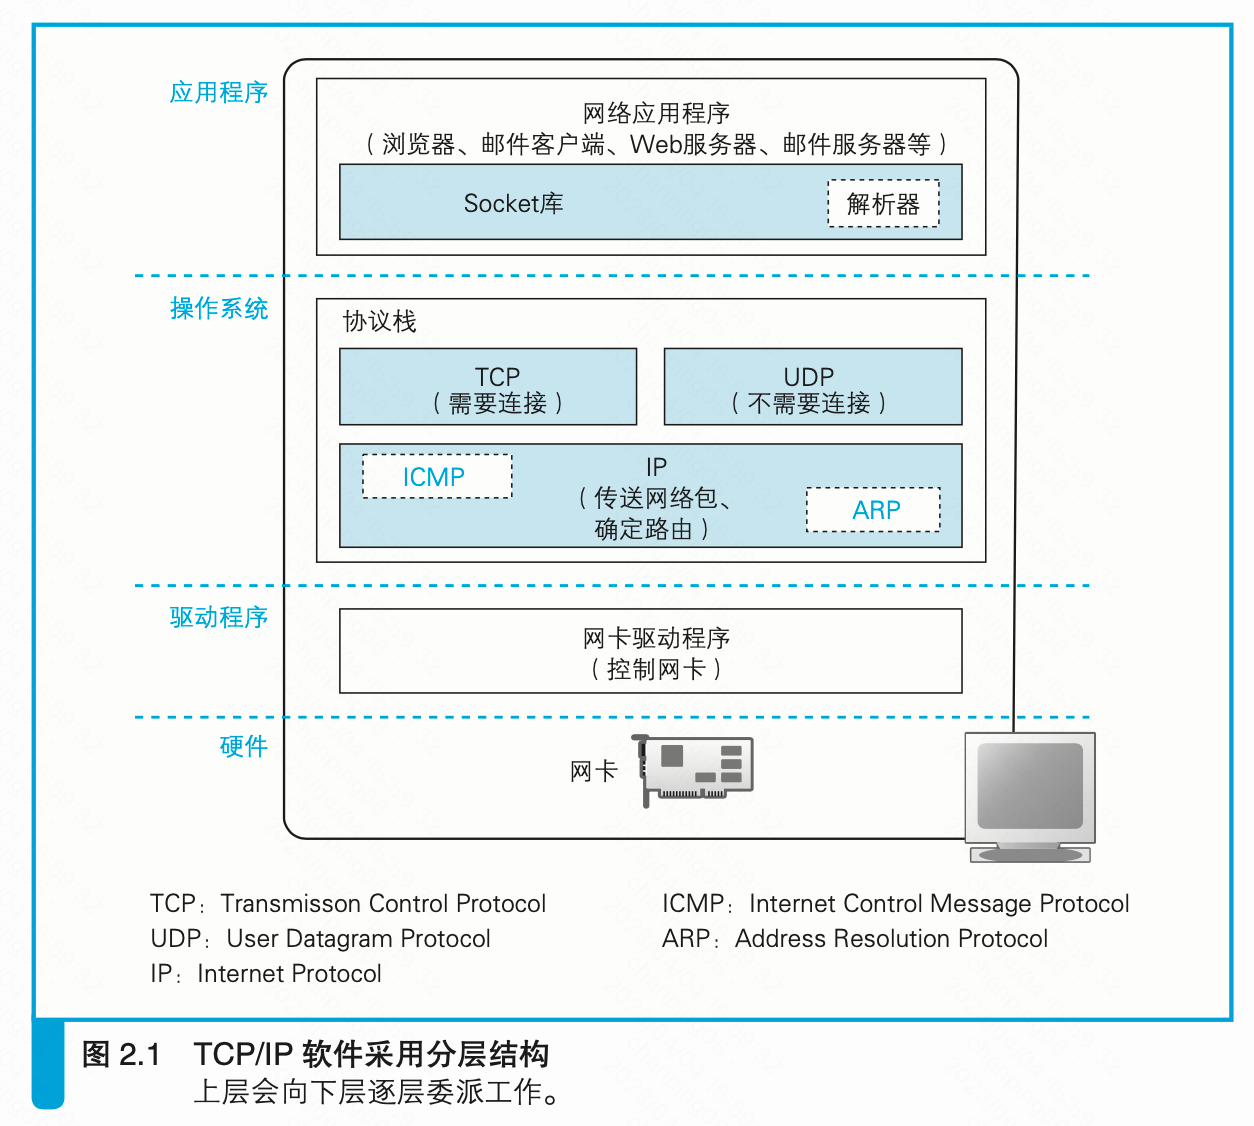 应用程序
网络应用程序
（浏览器、邮件客户端、Web服务器、邮件服务器等）
Socket库
解析器
操作系统
协议栈
TCP
（需要连接）
UDP
（不需要连接）
ICMP
IP
（传送网络包、
确定路由）
ARP
驱动程序
网卡驱动程序
（控制网卡）
硬件
网卡
TCP：Transmisson Control Protocol
UDP：User Datagram Protocol
IP：Internet Protocol
ICMP：Internet Control Message Protocol
ARP：Address Resolution Protocol
图 2.1 TCP/IP 软件采用分层结构
上层会向下层逐层委派工作。